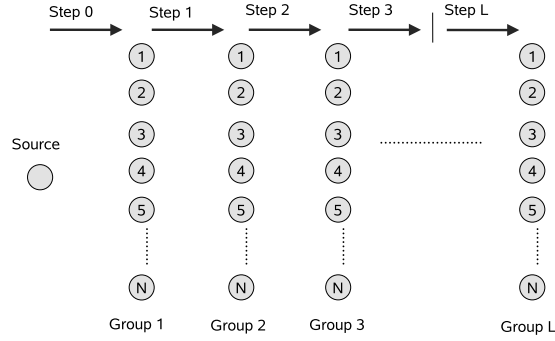 Step 0 Step 1 Step 2 Step 3 Step L
1 1 1 1
2 2 2 2
3 3 3 3
Source
4 4 4 4
5 5 5 5
N N N N
Group 1 Group 2 Group 3 Group L